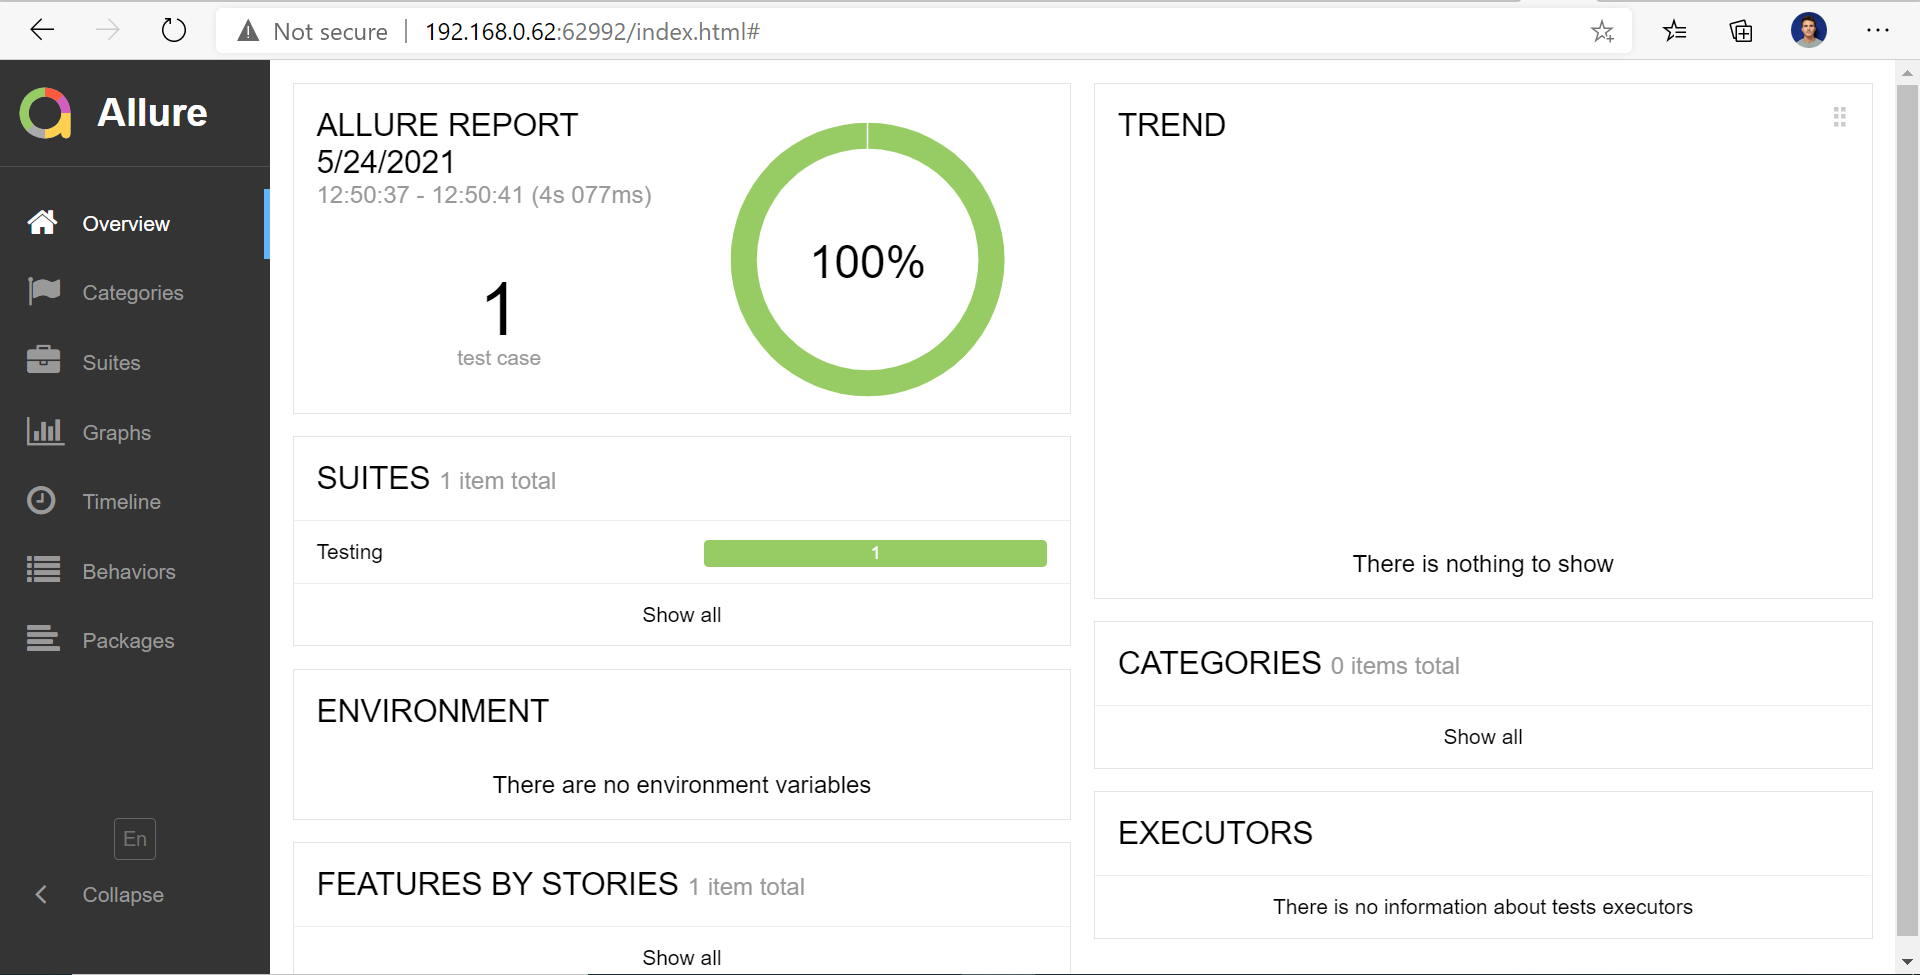 Not secure
192.168.0.62:62992/index.html#
Allure
Overview
Categories
Suites
Graphs
Timeline
Behaviors
Packages
En
Collapse
ALLURE REPORT
5/24/2021
12:50:37 - 12:50:41 (4s 077ms)
1
test case
100%
SUITES 1 item total
Testing 1
Show all
ENVIRONMENT
There are no environment variables
FEATURES BY STORIES 1 item total
Show all
TREND
There is nothing to show
CATEGORIES 0 items total
Show all
EXECUTORS
There is no information about tests executors